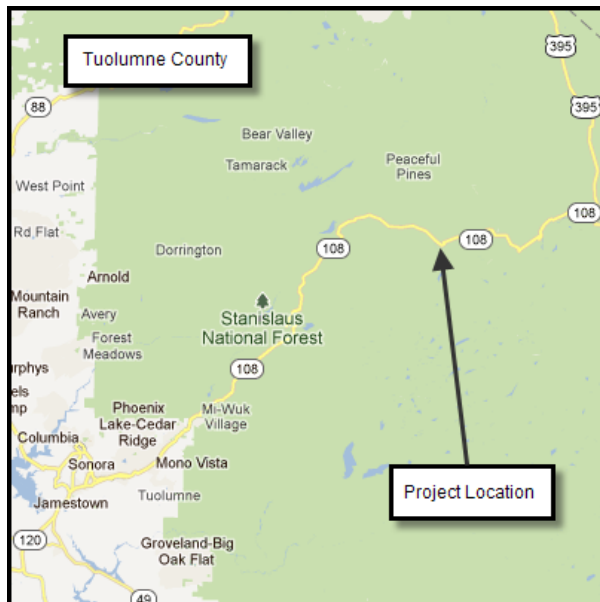 Tuolumne County
395
88
395
Bear Valley
Tamarack
Peaceful
Pines
West Point
108
Rd Flat
108
108
Dorrington
Arnold
Mountain
Ranch
Avery
Stanislaus
National Forest
Forest
Meadows
urphys
108
els
mp
Phoenix
Lake-Cedar
Ridge
Mi-Wuk
Village
Columbia
Sonora
Mono Vista
Jamestown
Tuolumne
Project Location
120
Groveland-Big
Oak Flat
49